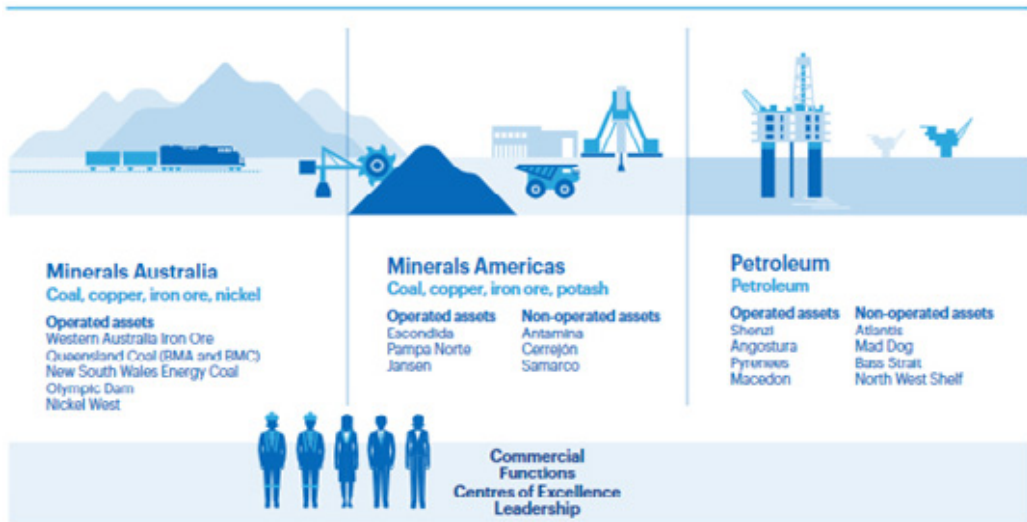 Minerals Australia
Coal, copper, iron ore, nickel
Operated assets
Western Australia Iron Ore
Queensland Coal (BMA and BMC)
New South Wales Energy Coal
Olympic Dam
Nickel West
Minerals Americas
Coal, copper, iron ore, potash
Operated assets
Escondida
Pampa Norte
Jansen
Non-operated assets
Antamina
Cerrejón
Samarco
Petroleum
Petroleum
Operated assets
Shenzi
Angostura
Pyrenees
Macedon
Non-operated assets
Atlantis
Mad Dog
Bass Strait
North West Shelf
Commercial
Functions
Centres of Excellence
Leadership